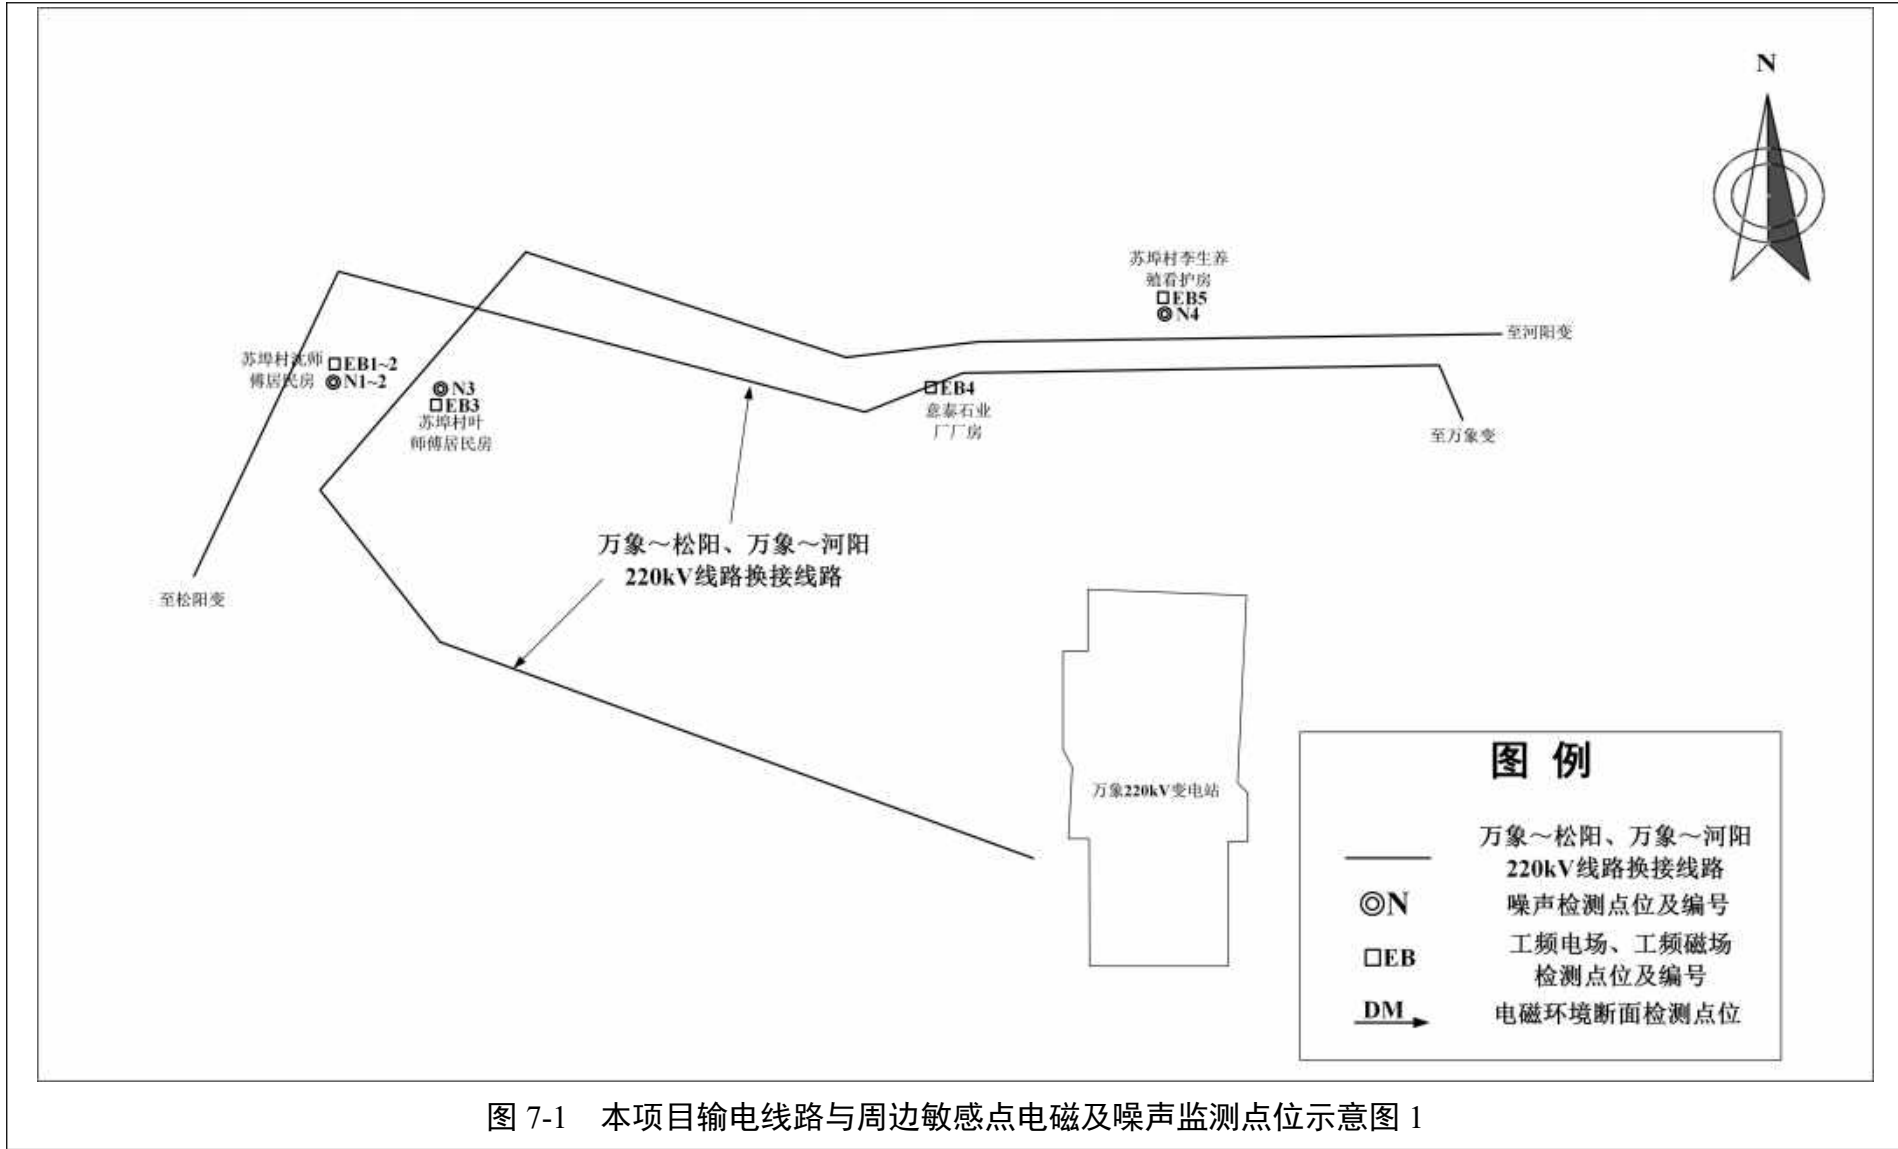 N
苏埠村李生养
殖看护房
EB5
N4
至河阳变
苏埠村沈师
傅居民房
EB1~2
N1~2
N3
EB3
苏埠村叶
师傅居民房
EB4
意泰石业
厂厂房
至万象变
万象～松阳、万象～河阳
220kV线路换接线路
至松阳变
万象220kV变电站
图 例
万象～松阳、万象～河阳
220kV线路换接线路
◎N
噪声检测点位及编号
□EB
工频电场、工频磁场
检测点位及编号
DM
电磁环境断面检测点位
图 7-1 本项目输电线路与周边敏感点电磁及噪声监测点位示意图 1